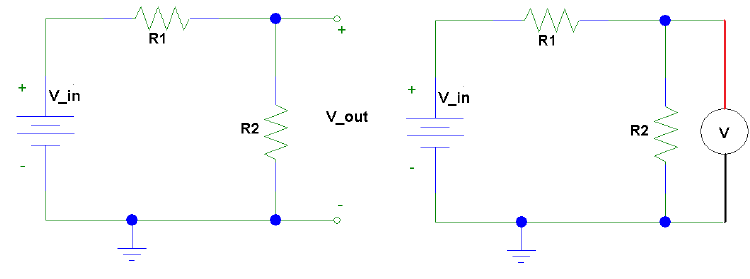 R1
+
+
V_in
V_out
R2
-
-
R1
+
V_in
R2
V
-